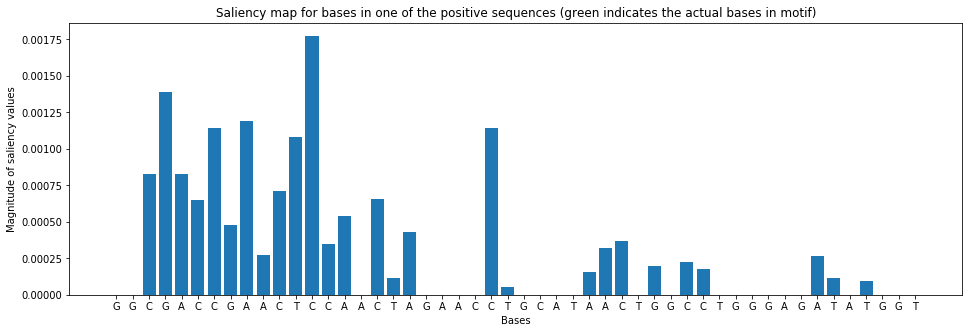 Saliency map for bases in one of the positive sequences (green indicates the actual bases in motif)
Magnitude of saliency values
0.00175
0.00150
0.00125
0.00100
0.00075
0.00050
0.00025
0.00000
G G C G A C C G A A C T C C A A C T A G A A C C T G C A T A A C T G G C C T G G G A G A T A T G G T
Bases